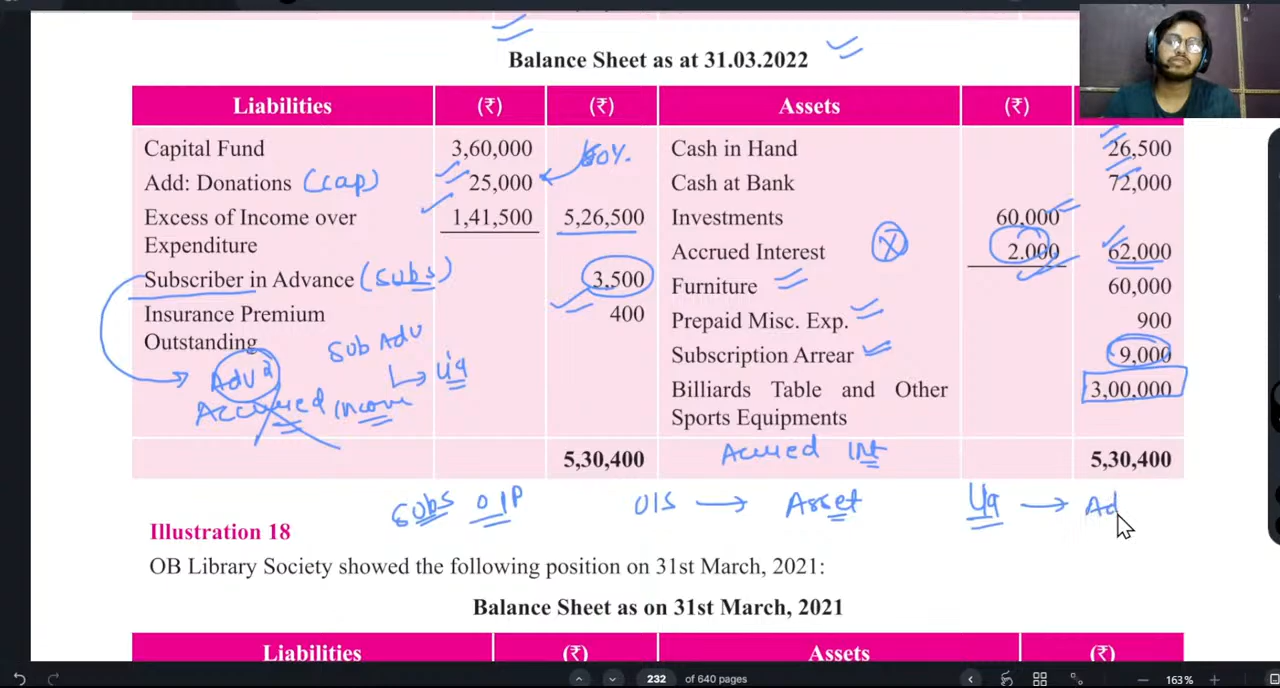 Balance Sheet as at 31.03.2022
Liabilities (₹) (₹) Assets (₹)
Capital Fund 3,60,000 50%. Cash in Hand 26,500
Add: Donations (cap) 25,000 Cash at Bank 72,000
Excess of Income over 1,41,500 5,26,500 Investments 60,000
Expenditure Accrued Interest X 2.000 62,000
Subscriber in Advance (subs) 3,500 Furniture 60,000
Insurance Premium 400 Prepaid Misc. Exp. 900
Outstanding Sub Adv Subscription Arrear 9,000
Adv Liq Billiards Table and Other 3,00,000
Accrued Income Sports Equipments
5,30,400 Accrued Int 5,30,400
Subs O/P O/S → Asset Liq → Ad
Illustration 18
OB Library Society showed the following position on 31st March, 2021:
Balance Sheet as on 31st March, 2021
Liabilities (₹) Assets (₹)
232 of 640 pages 163%